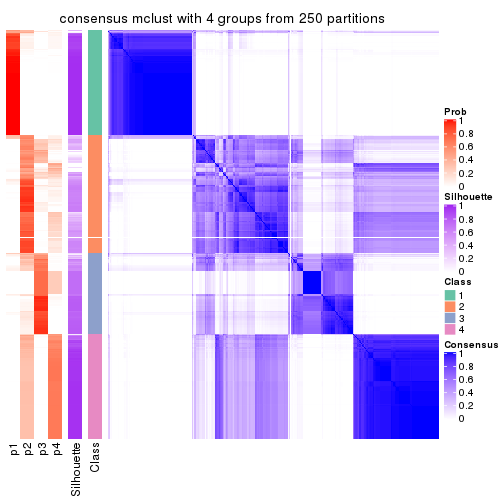 consensus mclust with 4 groups from 250 partitions
Prob
1
0.8
0.6
0.4
0.2
0
Silhouette
1
0.8
0.6
0.4
0.2
0
Class
1
2
3
4
Consensus
1
0.8
0.6
0.4
0.2
0
p1
p2
p3
p4
Silhouette
Class